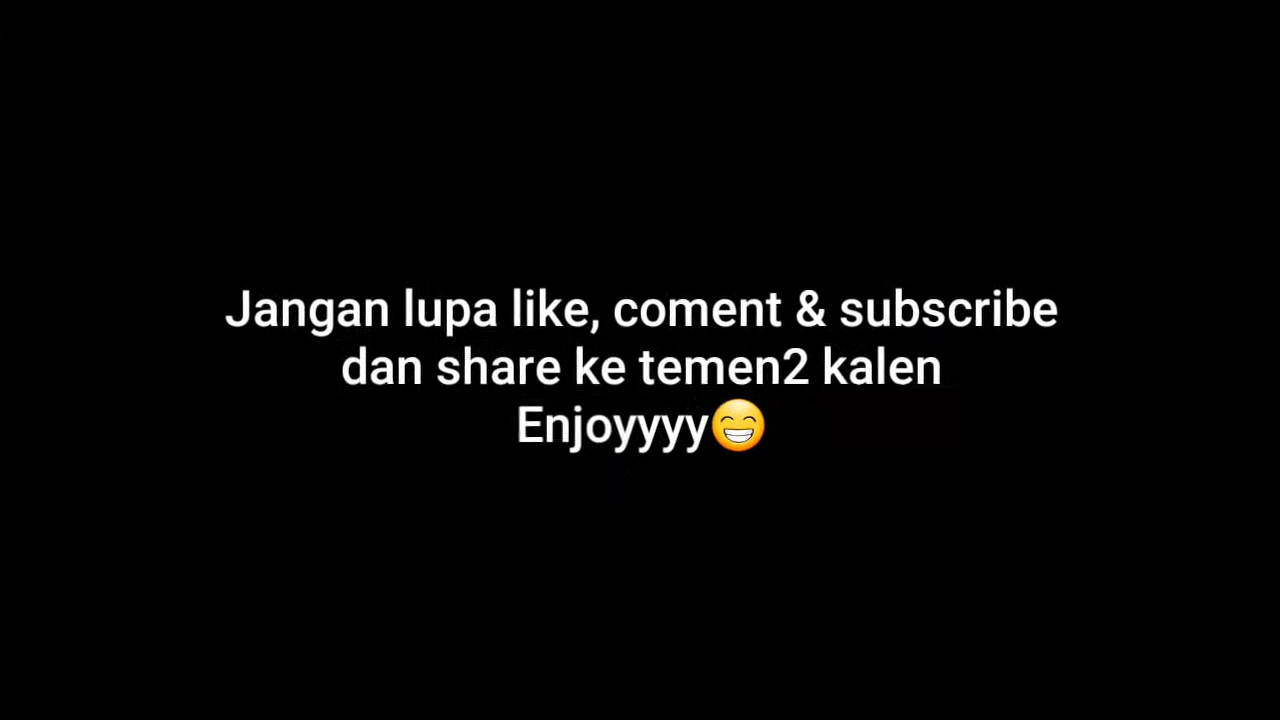 Jangan lupa like, coment & subscribe
dan share ke temen2 kalen
Enjoyyyy😁